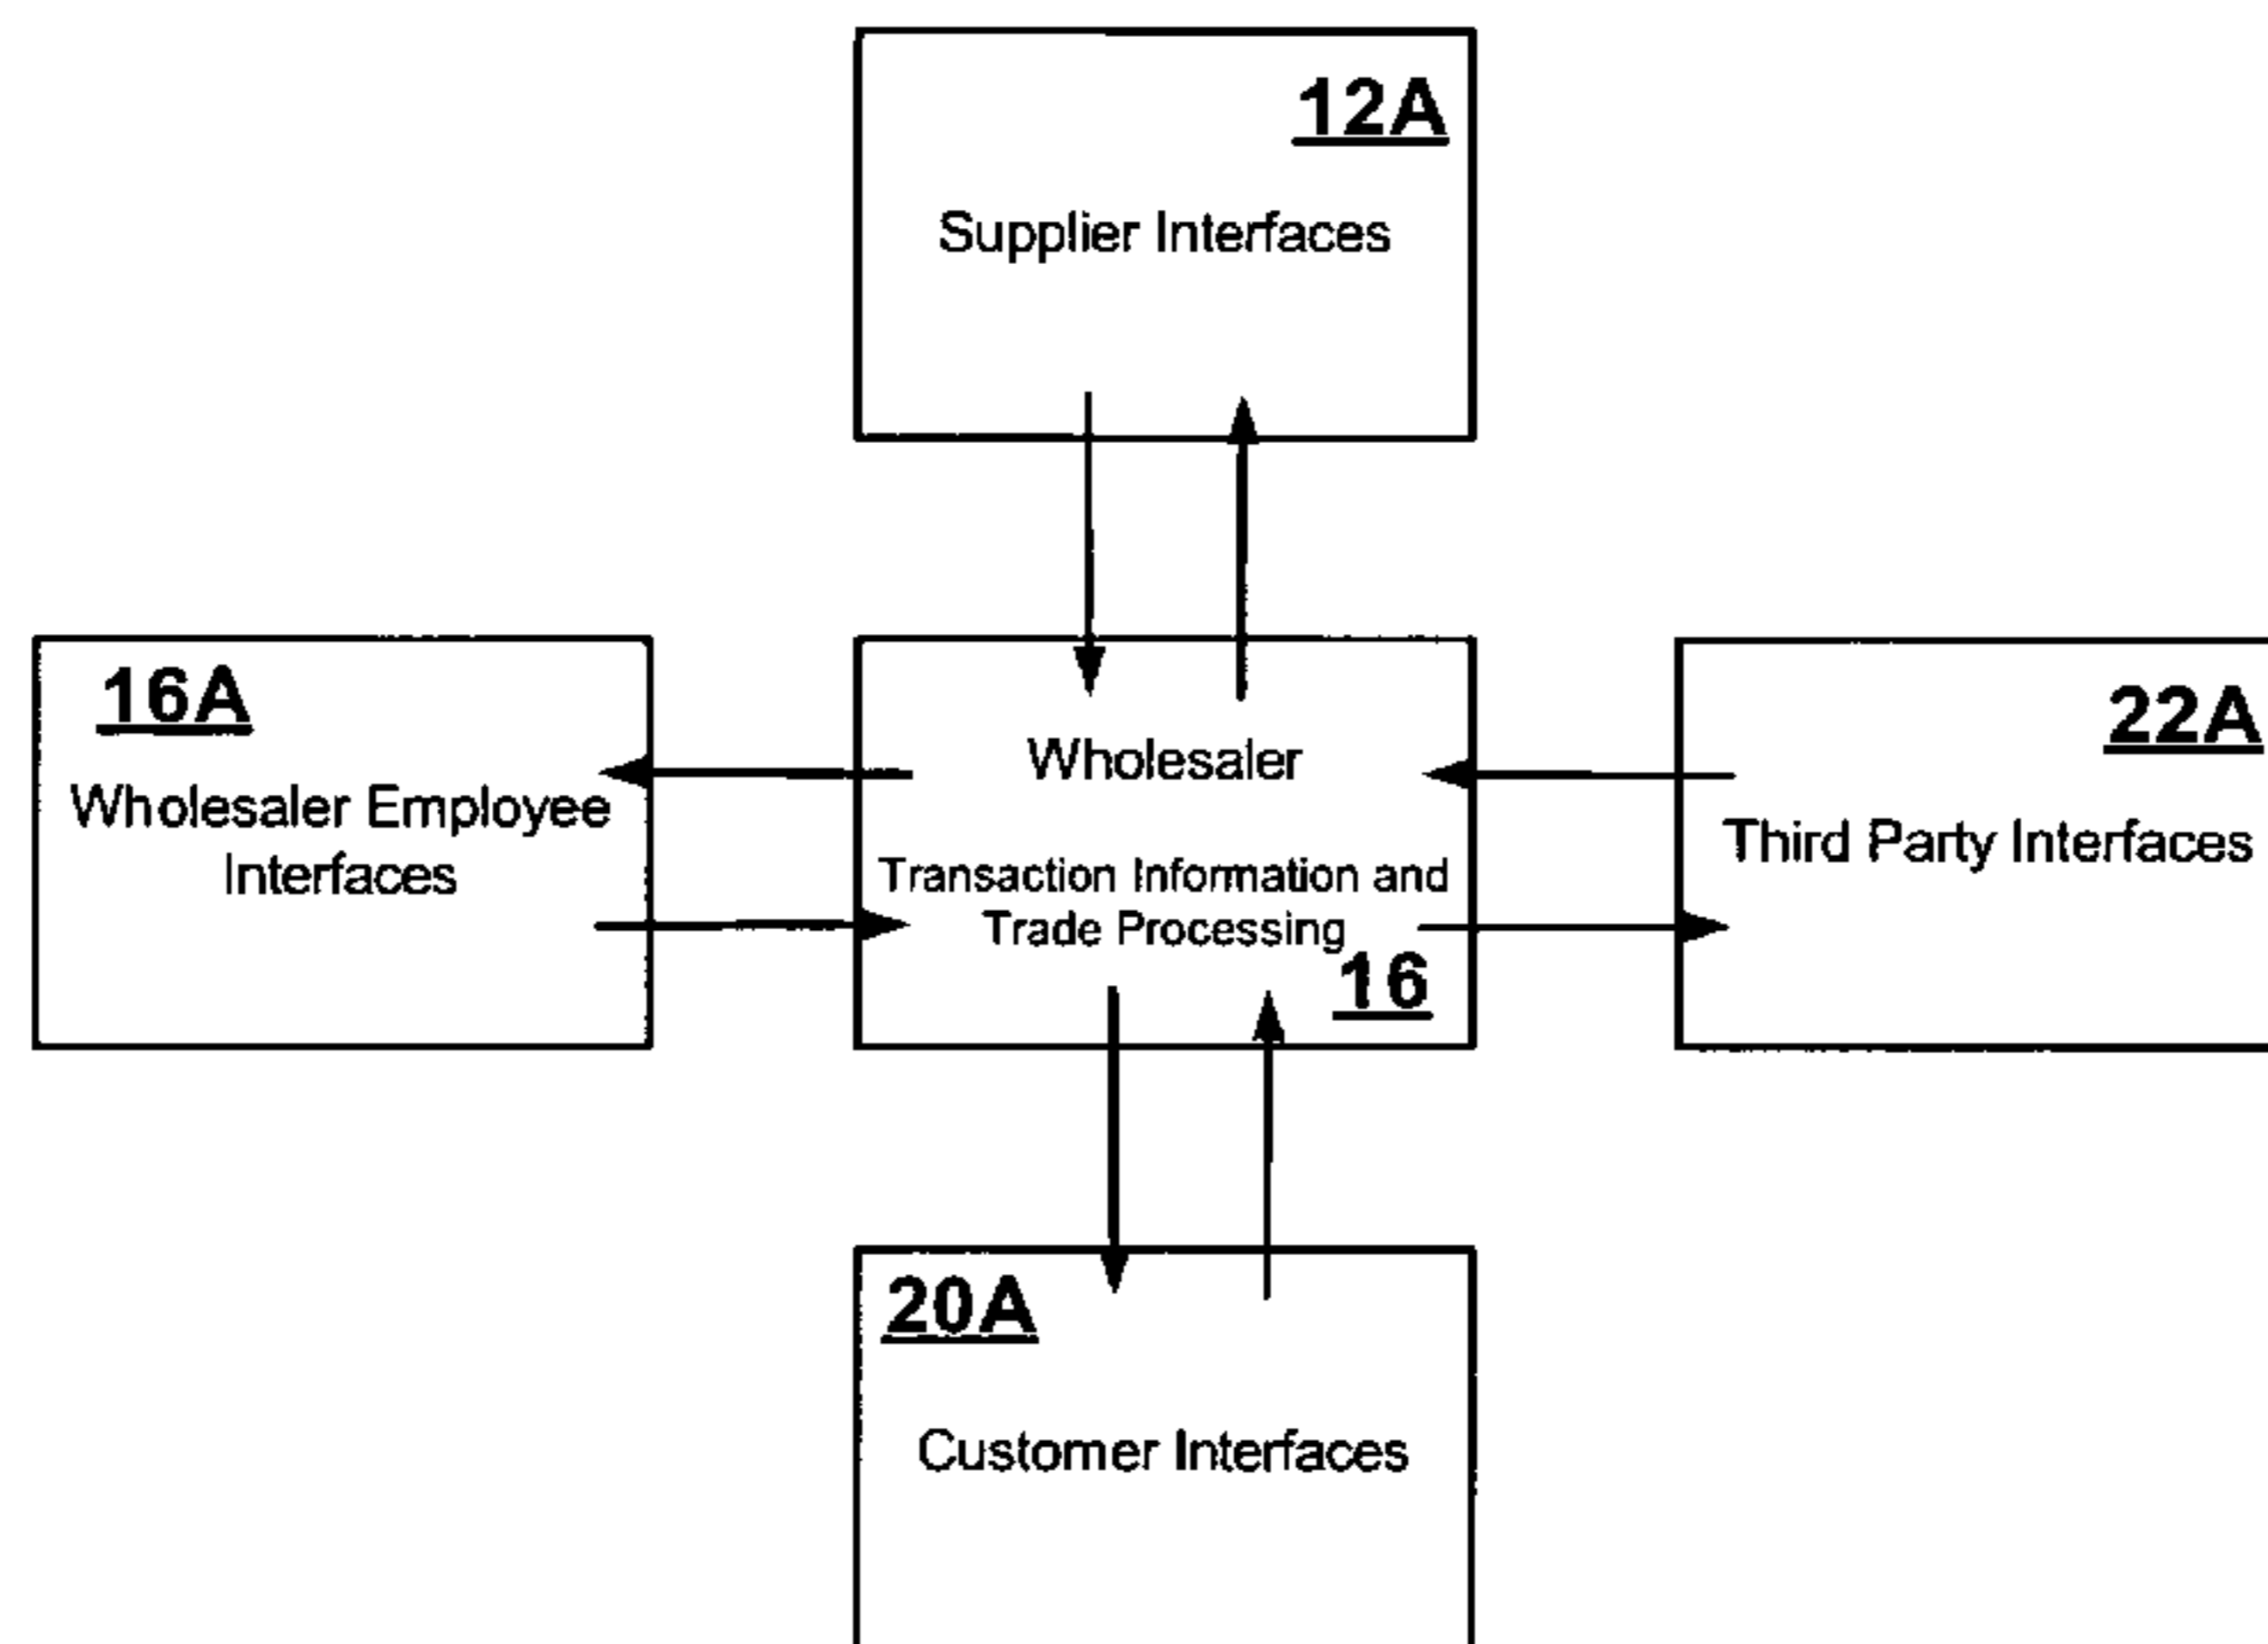 12A
Supplier Interfaces
16A
Wholesaler Employee
Interfaces
Wholesaler
Transaction Information and
Trade Processing
16
22A
Third Party Interfaces
20A
Customer Interfaces